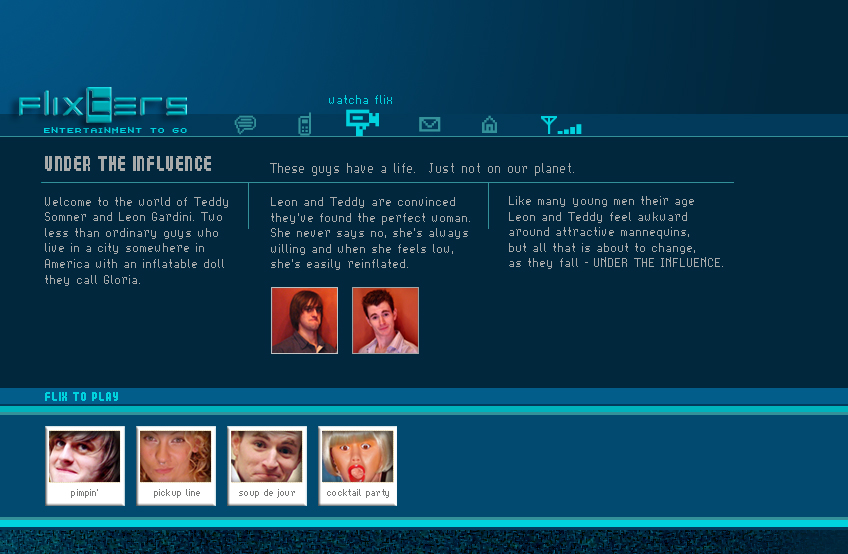 watcha flix
flixters
ENTERTAINMENT TO GO
UNDER THE INFLUENCE
These guys have a life. Just not on our planet.
Welcome to the world of Teddy
Somner and Leon Gardini. Two
less than ordinary guys who
live in a city somewhere in
America with an inflatable doll
they call Gloria.
Leon and Teddy are convinced
they've found the perfect woman.
She never says no, she's always
willing and when she feels low,
she's easily reinflated.
Like many young men their age
Leon and Teddy feel awkward
around attractive mannequins,
but all that is about to change,
as they fall - UNDER THE INFLUENCE.
FLIX TO PLAY
pimpin'
pickup line
soup de jour
cocktail party